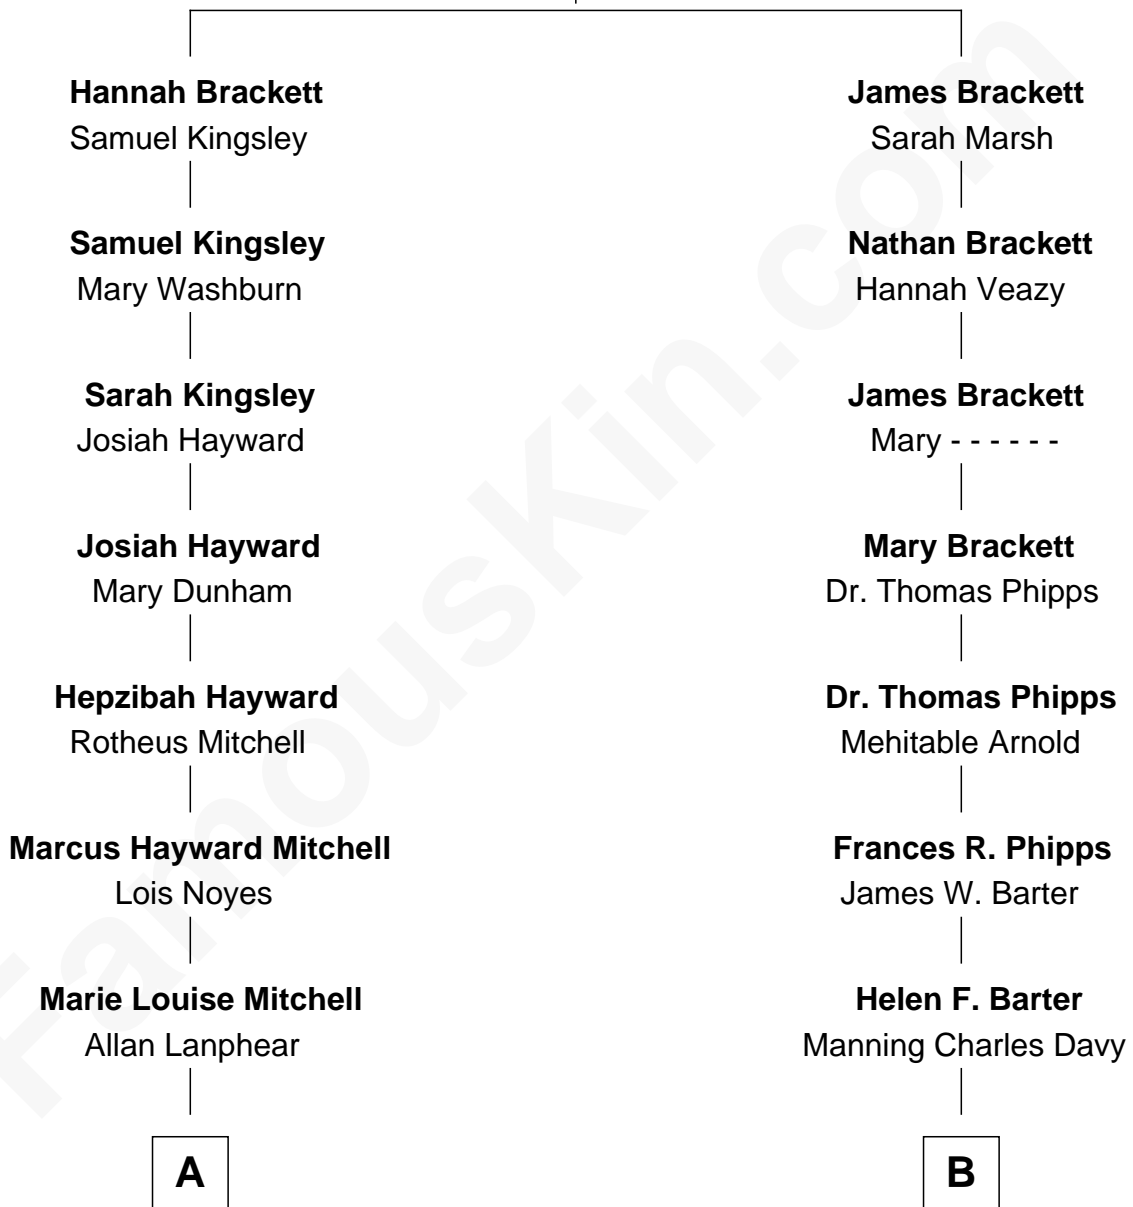 Hannah Brackett
Samuel Kingsley
Samuel Kingsley
Mary Washburn
Sarah Kingsley
Josiah Hayward
Josiah Hayward
Mary Dunham
Hepzibah Hayward
Rotheus Mitchell
Marcus Hayward Mitchell
Lois Noyes
Marie Louise Mitchell
Allan Lanphear
A
James Brackett
Sarah Marsh
Nathan Brackett
Hannah Veazy
James Brackett
Mary - - - - - -
Mary Brackett
Dr. Thomas Phipps
Dr. Thomas Phipps
Mehitable Arnold
Frances R. Phipps
James W. Barter
Helen F. Barter
Manning Charles Davy
B
FamousKin.com